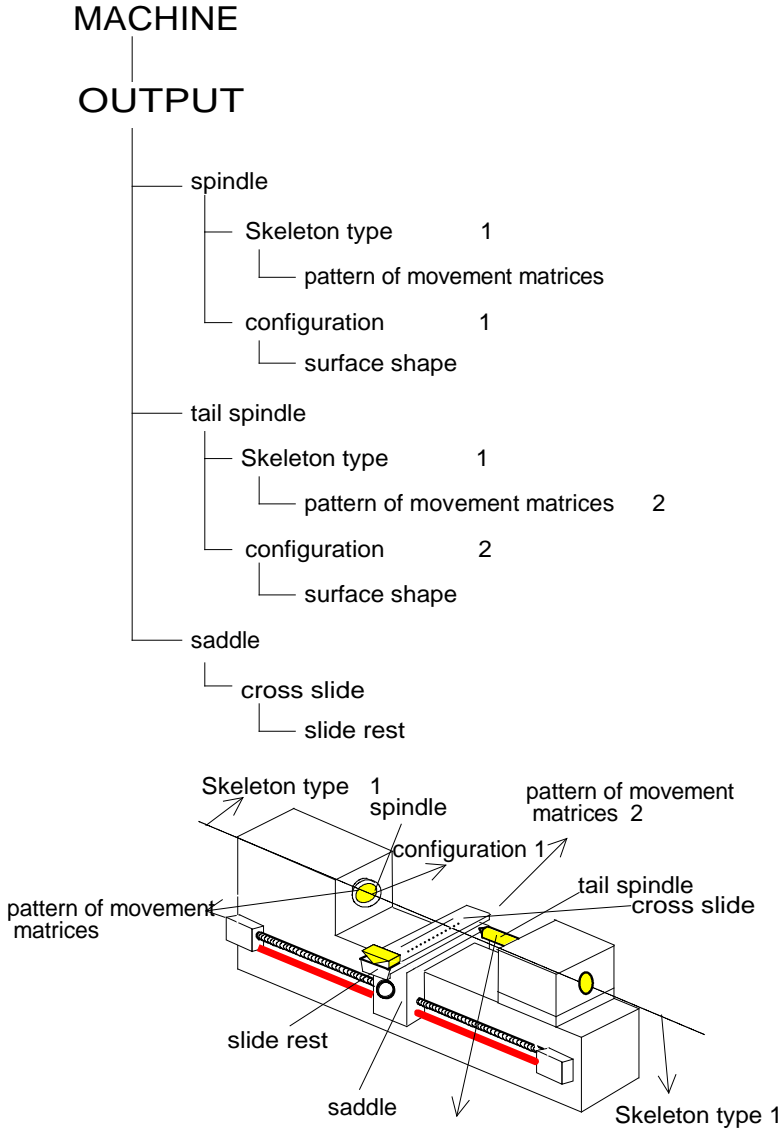 MACHINE
OUTPUT
spindle
Skeleton type 1
pattern of movement matrices
configuration 1
surface shape
tail spindle
Skeleton type 1
pattern of movement matrices 2
configuration 2
surface shape
saddle
cross slide
slide rest
Skeleton type 1
spindle
pattern of movement
matrices 2
configuration 1
tail spindle
cross slide
pattern of movement
matrices
slide rest
saddle
Skeleton type 1